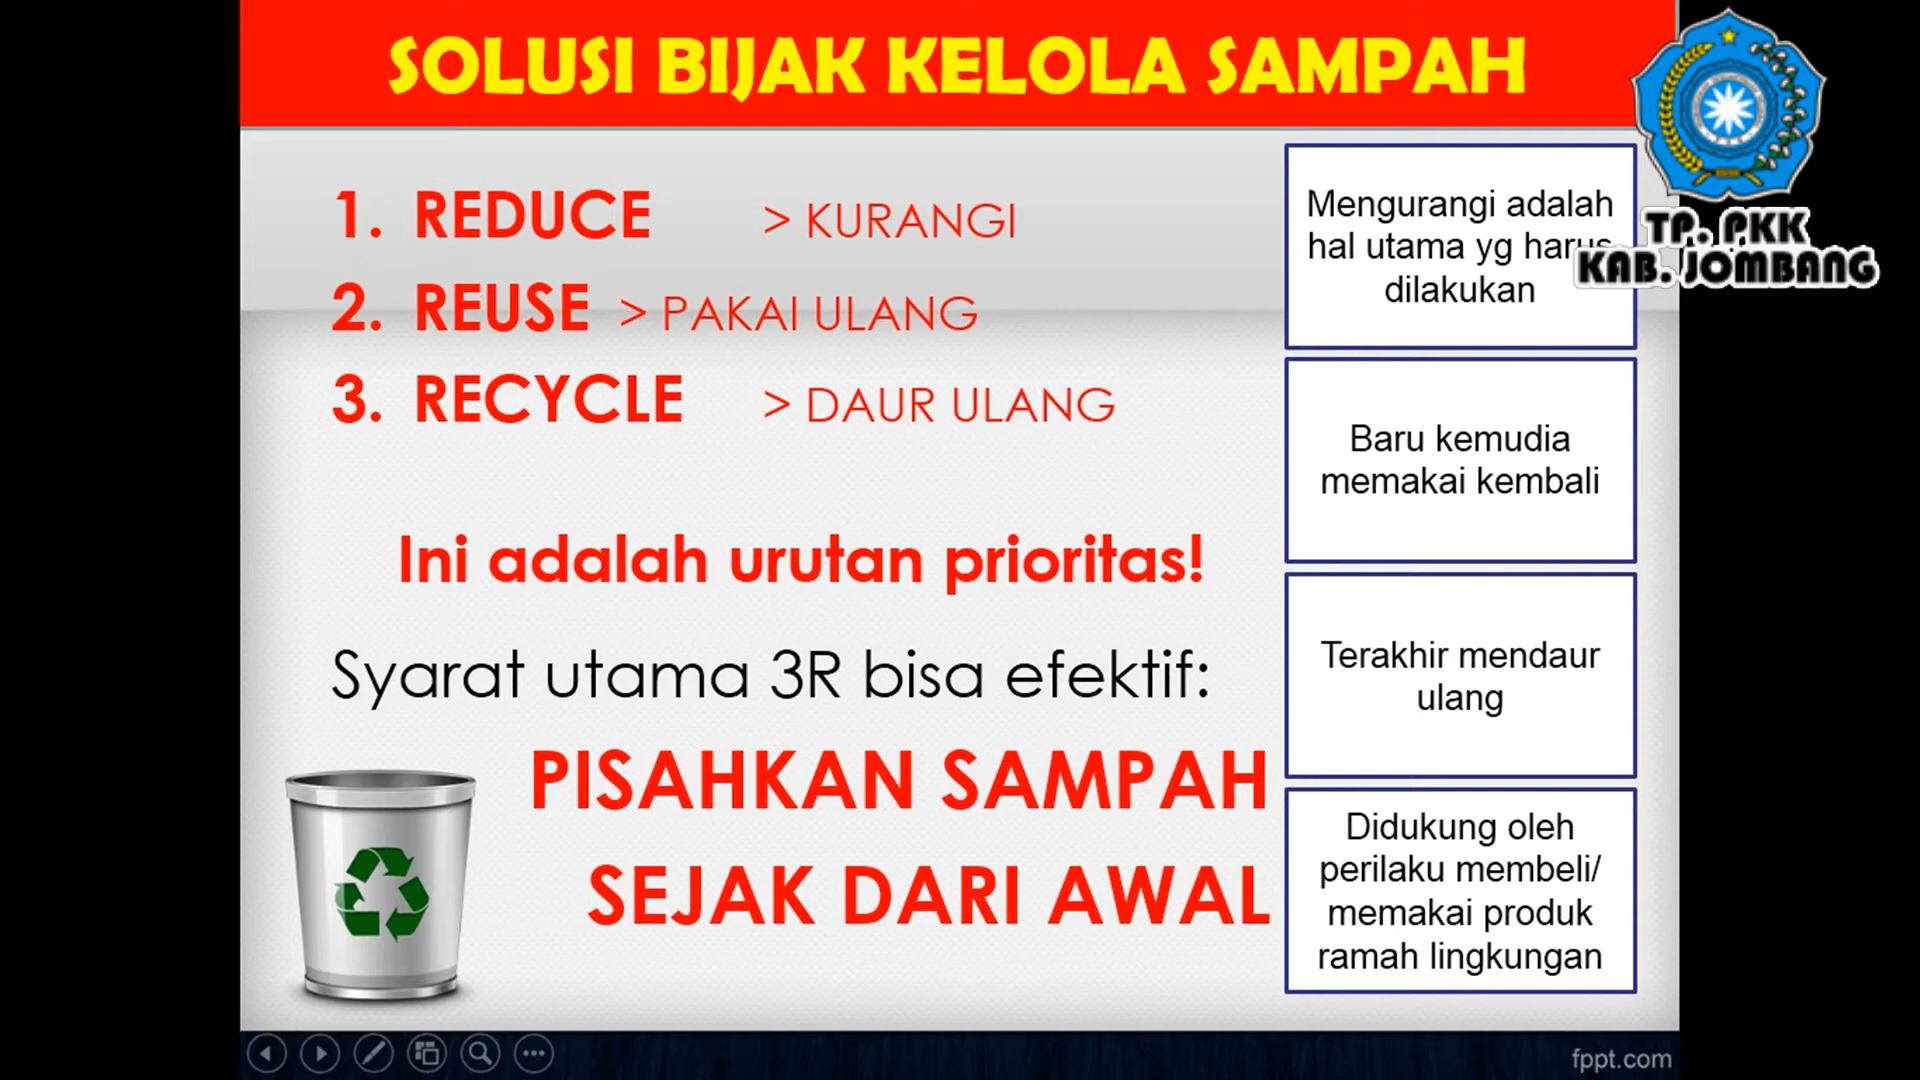 SOLUSI BIJAK KELOLA SAMPAH
1. REDUCE > KURANGI
2. REUSE > PAKAI ULANG
3. RECYCLE > DAUR ULANG
Ini adalah urutan prioritas!
Syarat utama 3R bisa efektif:
PISAHKAN SAMPAH
SEJAK DARI AWAL
Mengurangi adalah
hal utama yg harus
dilakukan
Baru kemudia
memakai kembali
Terakhir mendaur
ulang
Didukung oleh
perilaku membeli/
memakai produk
ramah lingkungan
TP. PKK
KAB. JOMBANG
fppt.com